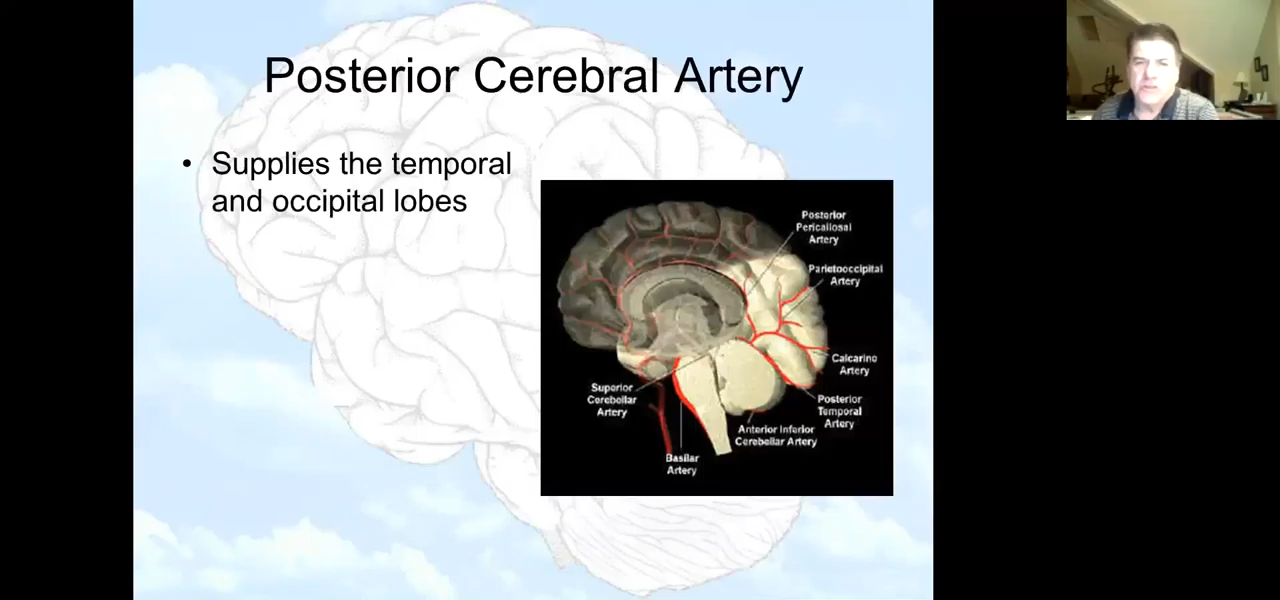 Posterior Cerebral Artery
• Supplies the temporal
and occipital lobes
Posterior
Pericallosal
Artery
Parietooccipital
Artery
Calcarino
Artery
Superior
Cerebellar
Artery
Posterior
Temporal
Artery
Anterior Inferior
Cerebellar Artery
Basilar
Artery